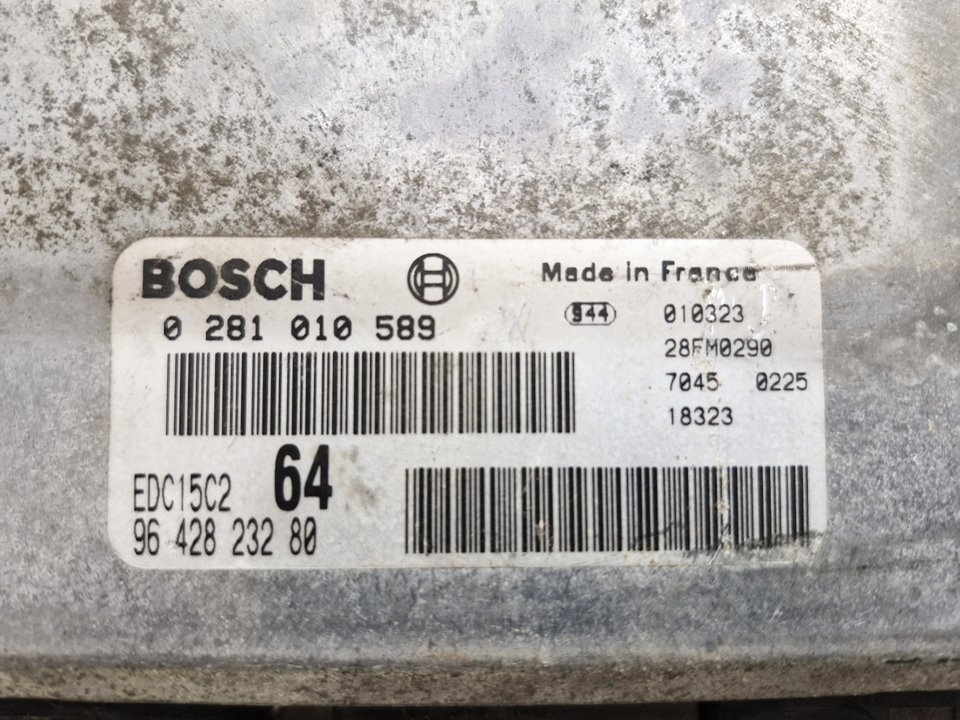 BOSCH
Made in France
0 281 010 589
944
010323
28FM0290
7045 0225
18323
EDC15C2 64
96 428 232 80